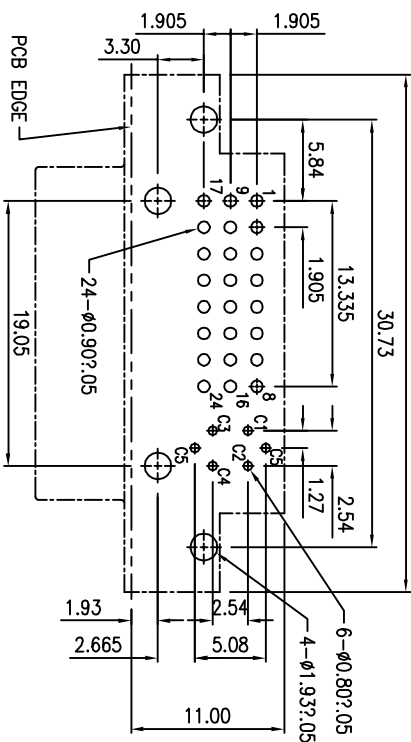 1.905
1.905
3.30
PCB EDGE
5.84
17
9
1
1.905
13.335
30.73
24-ø0.90?.05
19.05
24
16
8
C3
C1
C5
C5
C4
C2
1.27
2.54
6-ø0.80?.05
4-ø1.93?.05
1.93
2.54
2.665
5.08
11.00